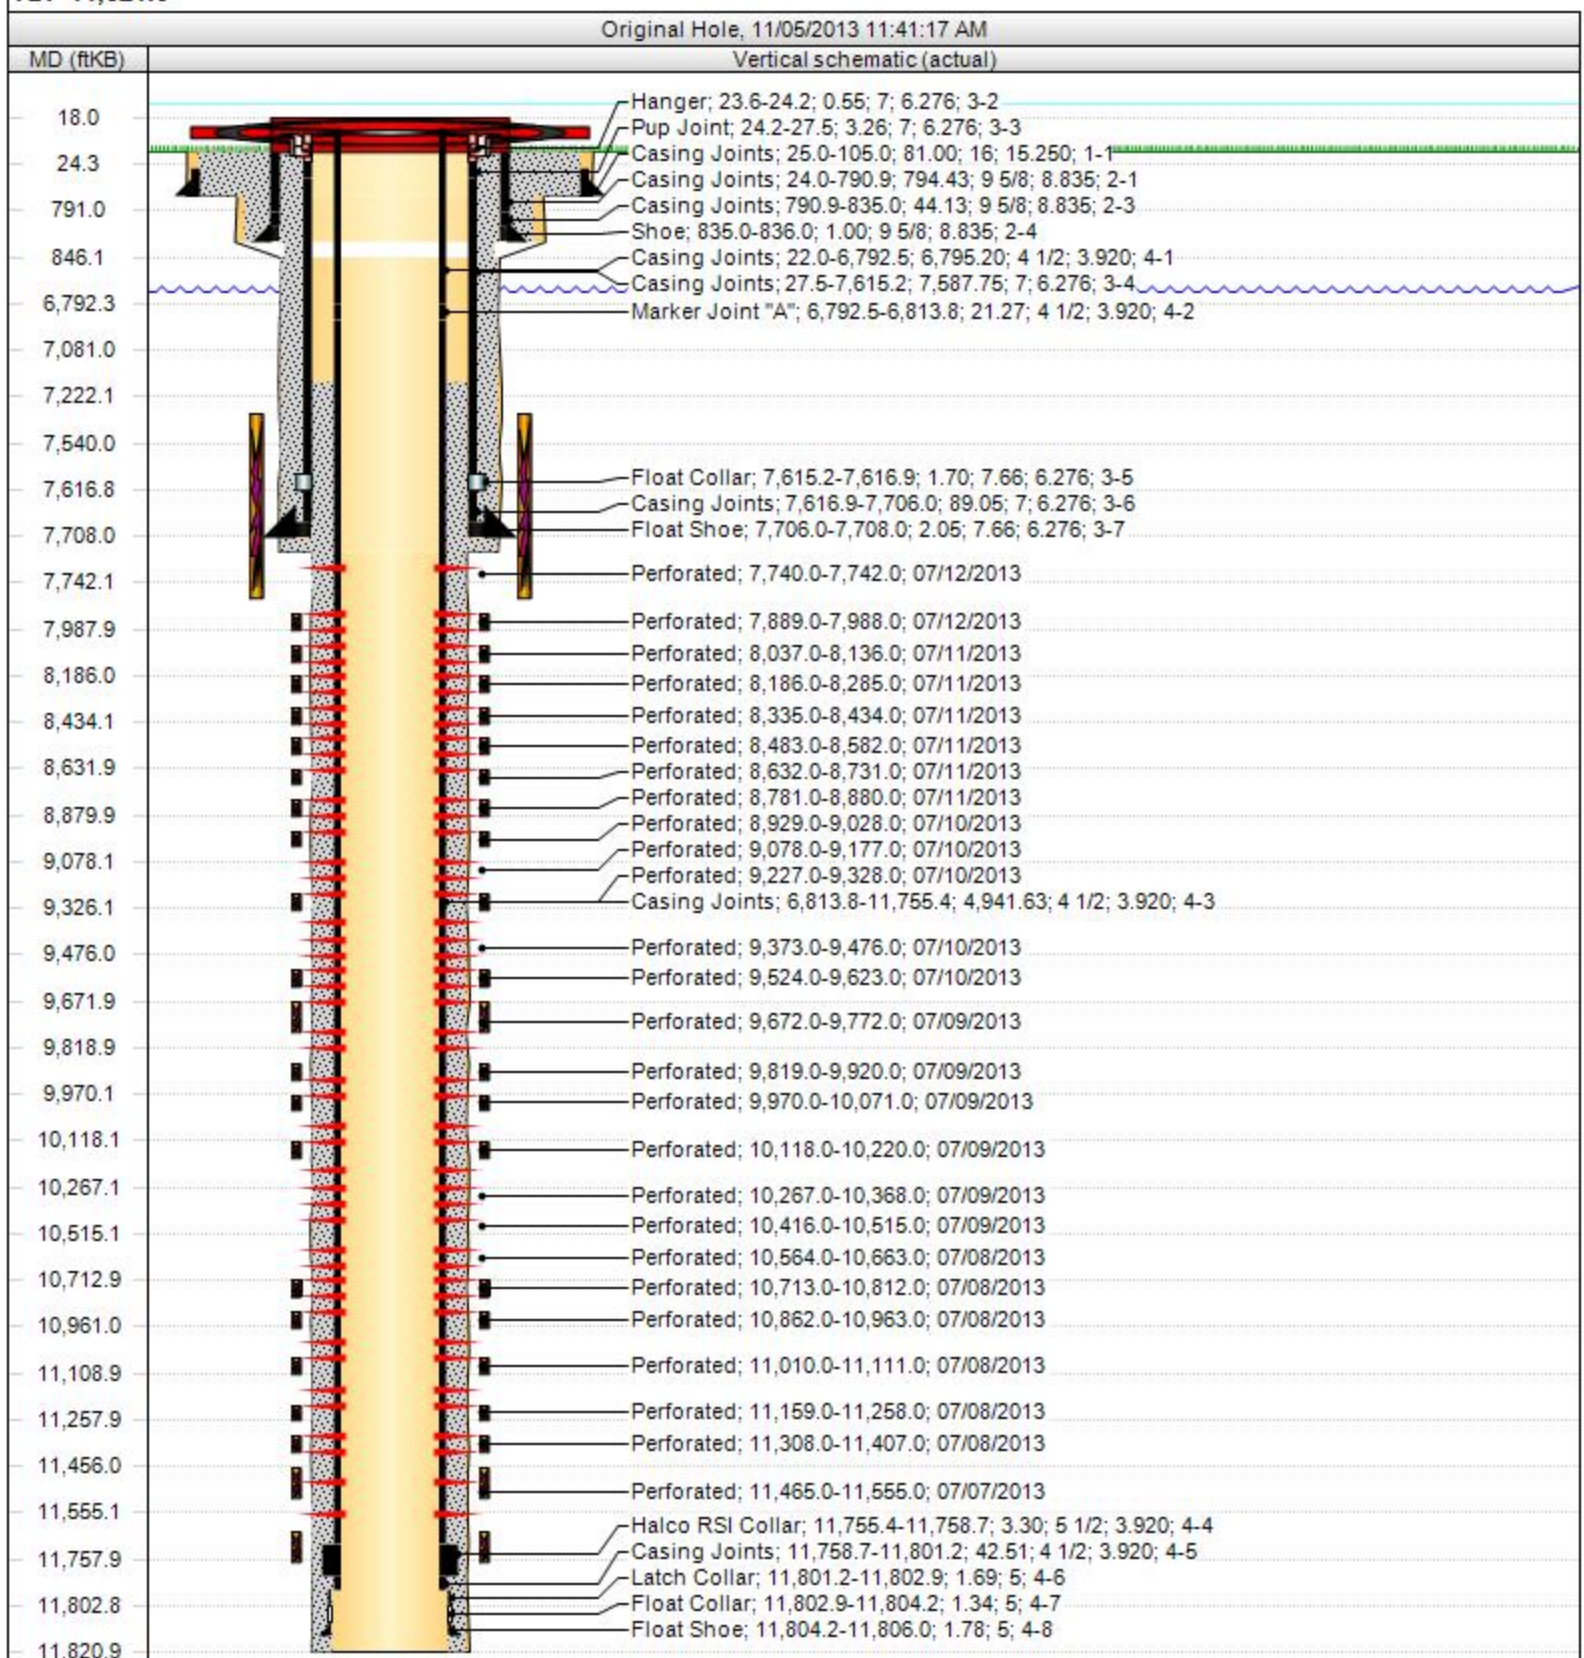 Original Hole, 11/05/2013 11:41:17 AM
MD (ftKB)
Vertical schematic (actual)
Hanger; 23.6-24.2; 0.55; 7; 6.276; 3-2
18.0
Pup Joint; 24.2-27.5; 3.26; 7; 6.276; 3-3
Casing Joints; 25.0-105.0; 81.00; 16; 15.250; 1-1
24.3
Casing Joints; 24.0-790.9; 794.43; 9 5/8; 8.835; 2-1
Casing Joints; 790.9-835.0; 44.13; 9 5/8; 8.835; 2-3
791.0
Shoe; 835.0-836.0; 1.00; 9 5/8; 8.835; 2-4
Casing Joints; 22.0-6,792.5; 6,795.20; 4 1/2; 3.920; 4-1
846.1
Casing Joints; 27.5-7,615.2; 7,587.75; 7; 6.276; 3-4
6,792.3
Marker Joint "A"; 6,792.5-6,813.8; 21.27; 4 1/2; 3.920; 4-2
7,081.0
7,222.1
7,540.0
Float Collar; 7,615.2-7,616.9; 1.70; 7.66; 6.276; 3-5
7,616.8
Casing Joints; 7,616.9-7,706.0; 89.05; 7; 6.276; 3-6
Float Shoe; 7,706.0-7,708.0; 2.05; 7.66; 6.276; 3-7
7,708.0
Perforated; 7,740.0-7,742.0; 07/12/2013
7,742.1
Perforated; 7,889.0-7,988.0; 07/12/2013
7,987.9
Perforated; 8,037.0-8,136.0; 07/11/2013
8,186.0
Perforated; 8,186.0-8,285.0; 07/11/2013
Perforated; 8,335.0-8,434.0; 07/11/2013
8,434.1
Perforated; 8,483.0-8,582.0; 07/11/2013
8,631.9
Perforated; 8,632.0-8,731.0; 07/11/2013
Perforated; 8,781.0-8,880.0; 07/11/2013
8,879.9
Perforated; 8,929.0-9,028.0; 07/10/2013
Perforated; 9,078.0-9,177.0; 07/10/2013
9,078.1
Perforated; 9,227.0-9,328.0; 07/10/2013
Casing Joints; 6,813.8-11,755.4; 4,941.63; 4 1/2; 3.920; 4-3
9,326.1
Perforated; 9,373.0-9,476.0; 07/10/2013
9,476.0
Perforated; 9,524.0-9,623.0; 07/10/2013
9,671.9
Perforated; 9,672.0-9,772.0; 07/09/2013
9,818.9
Perforated; 9,819.0-9,920.0; 07/09/2013
9,970.1
Perforated; 9,970.0-10,071.0; 07/09/2013
10,118.1
Perforated; 10,118.0-10,220.0; 07/09/2013
10,267.1
Perforated; 10,267.0-10,368.0; 07/09/2013
Perforated; 10,416.0-10,515.0; 07/09/2013
10,515.1
Perforated; 10,564.0-10,663.0; 07/08/2013
10,712.9
Perforated; 10,713.0-10,812.0; 07/08/2013
Perforated; 10,862.0-10,963.0; 07/08/2013
10,961.0
Perforated; 11,010.0-11,111.0; 07/08/2013
11,108.9
Perforated; 11,159.0-11,258.0; 07/08/2013
11,257.9
Perforated; 11,308.0-11,407.0; 07/08/2013
11,456.0
Perforated; 11,465.0-11,555.0; 07/07/2013
11,555.1
Halco RSI Collar; 11,755.4-11,758.7; 3.30; 5 1/2; 3.920; 4-4
Casing Joints; 11,758.7-11,801.2; 42.51; 4 1/2; 3.920; 4-5
11,757.9
Latch Collar; 11,801.2-11,802.9; 1.69; 5; 4-6
Float Collar; 11,802.9-11,804.2; 1.34; 5; 4-7
11,802.8
Float Shoe; 11,804.2-11,806.0; 1.78; 5; 4-8
11,820.9